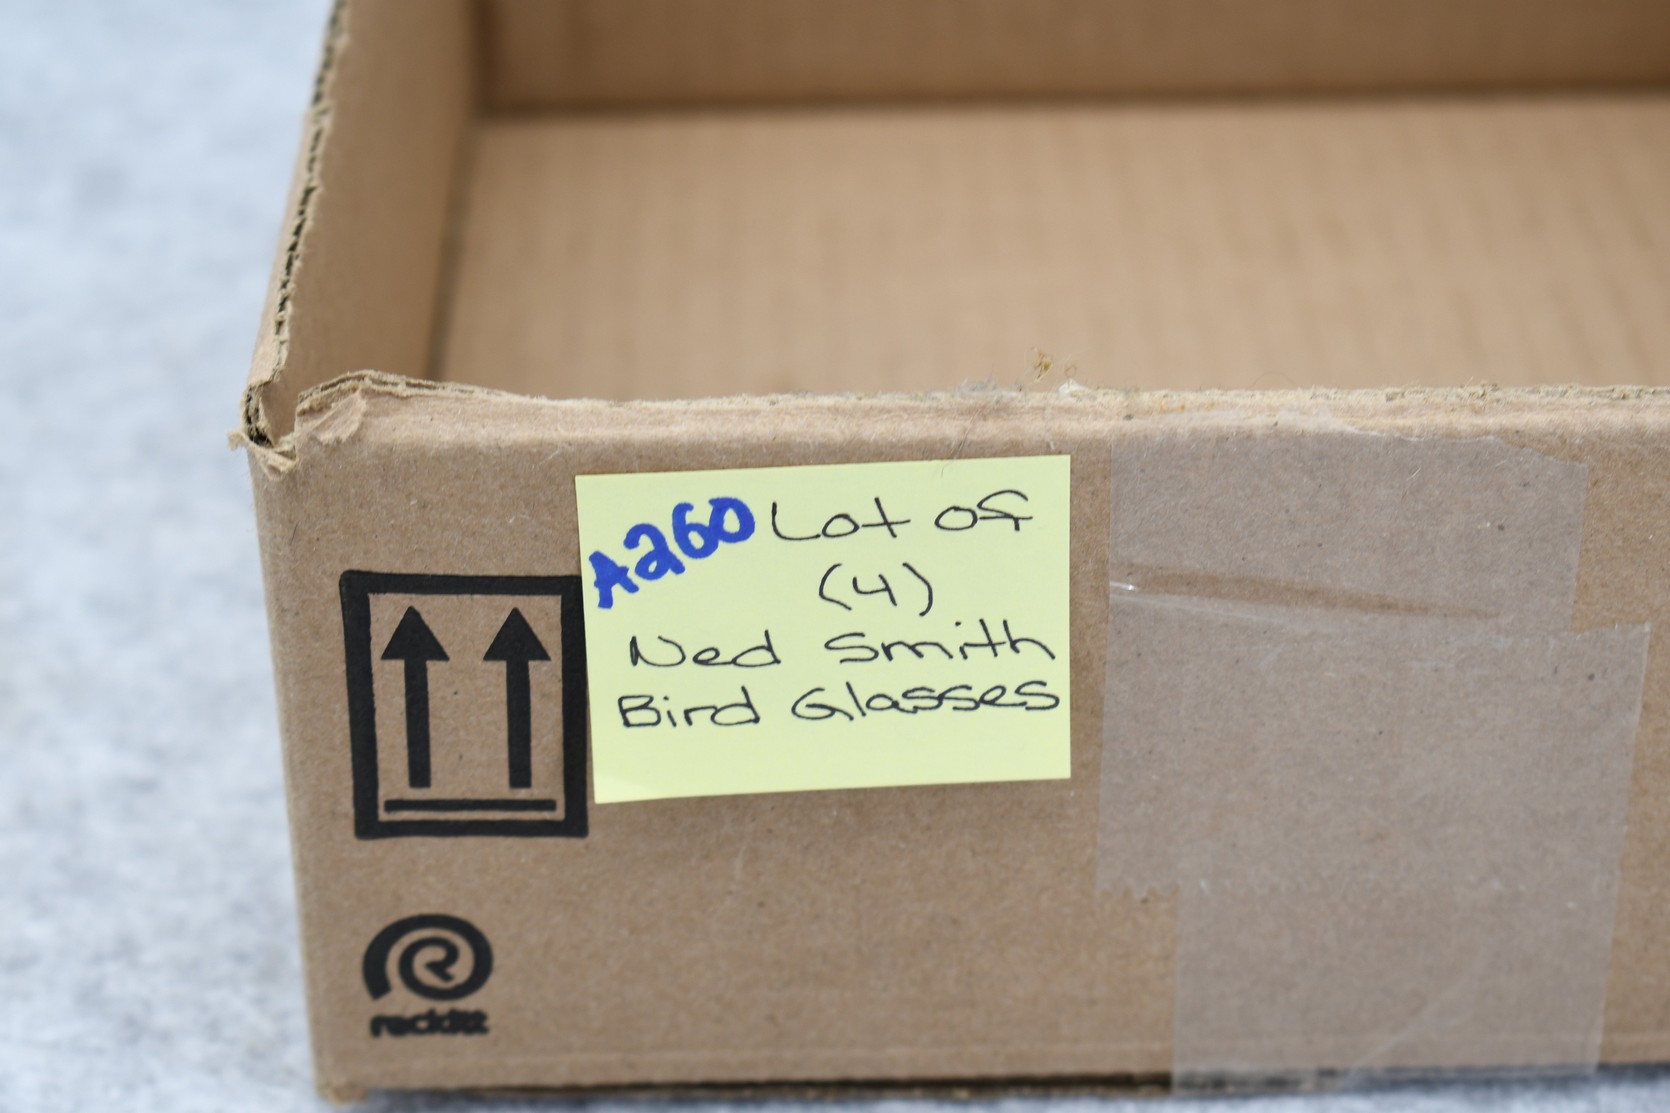 A260 Lot of
(4)
Ned Smith
Bird Glasses
reckitt